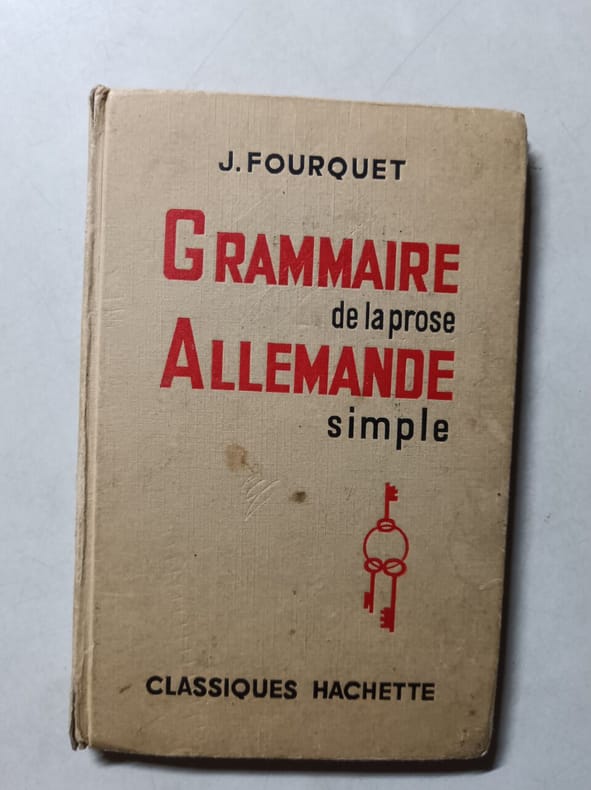 J. FOURQUET
GRAMMAIRE
de la prose
ALLEMANDE
simple
CLASSIQUES HACHETTE